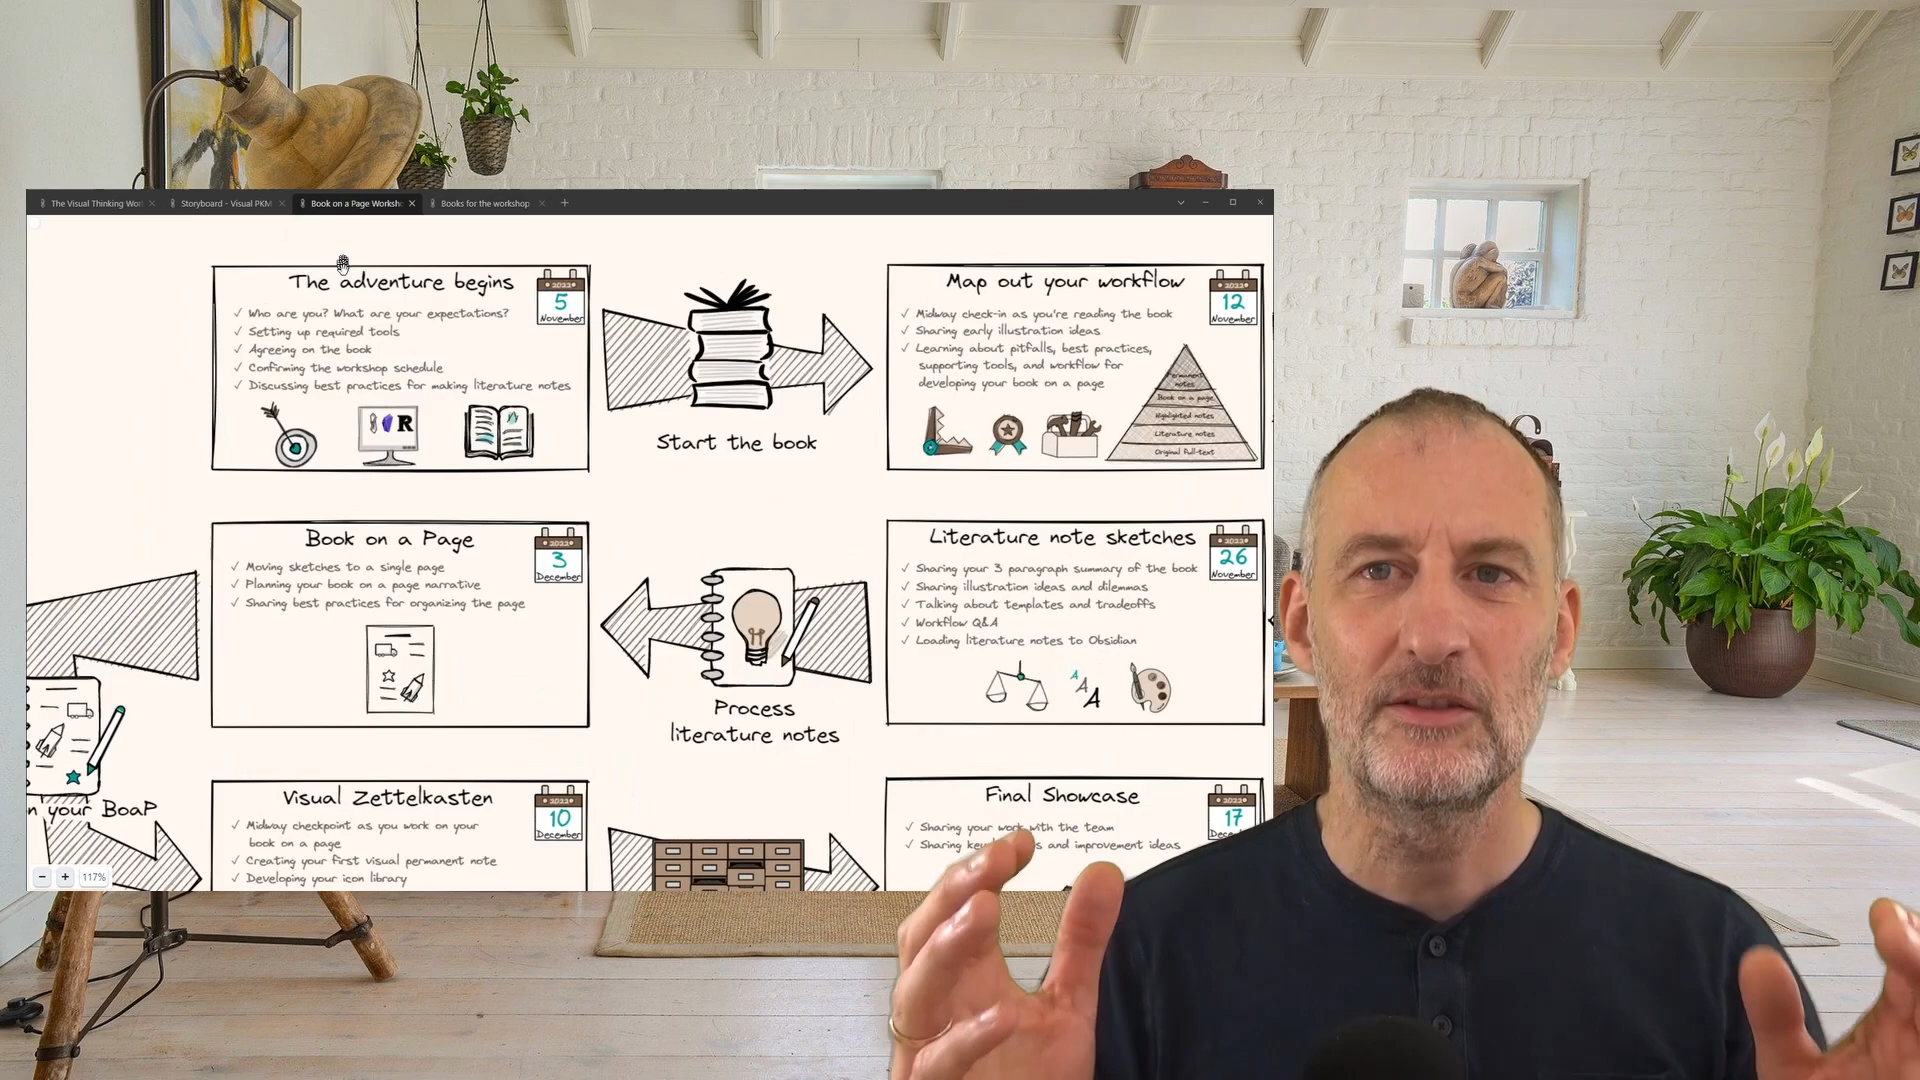 The Visual Thinking Wor
Storyboard - Visual PKM
Book on a Page Worksh
Books for the workshop
The adventure begins
2022
5
November
✓ Who are you? What are your expectations?
✓ Setting up required tools
✓ Agreeing on the book
✓ Confirming the workshop schedule
✓ Discussing best practices for making literature notes
R
Start the book
Map out your workflow
2022
12
November
✓ Midway check-in as you're reading the book
✓ Sharing early illustration ideas
✓ Learning about pitfalls, best practices,
supporting tools, and workflow for
developing your book on a page
Permanent
notes
Book on a page
Highlighted notes
Literature notes
Original full-text
Book on a Page
2022
3
December
✓ Moving sketches to a single page
✓ Planning your book on a page narrative
✓ Sharing best practices for organizing the page
Process
literature notes
Literature note sketches
2022
26
November
✓ Sharing your 3 paragraph summary of the book
✓ Sharing illustration ideas and dilemmas
✓ Talking about templates and tradeoffs
✓ Workflow Q&A
✓ Loading literature notes to Obsidian
A
A
A
n your BoaP
Visual Zettelkasten
2022
10
December
✓ Midway checkpoint as you work on your
book on a page
✓ Creating your first visual permanent note
✓ Developing your icon library
Final Showcase
2022
17
✓ Sharing your work with the team
✓ Sharing and improvement ideas
117%